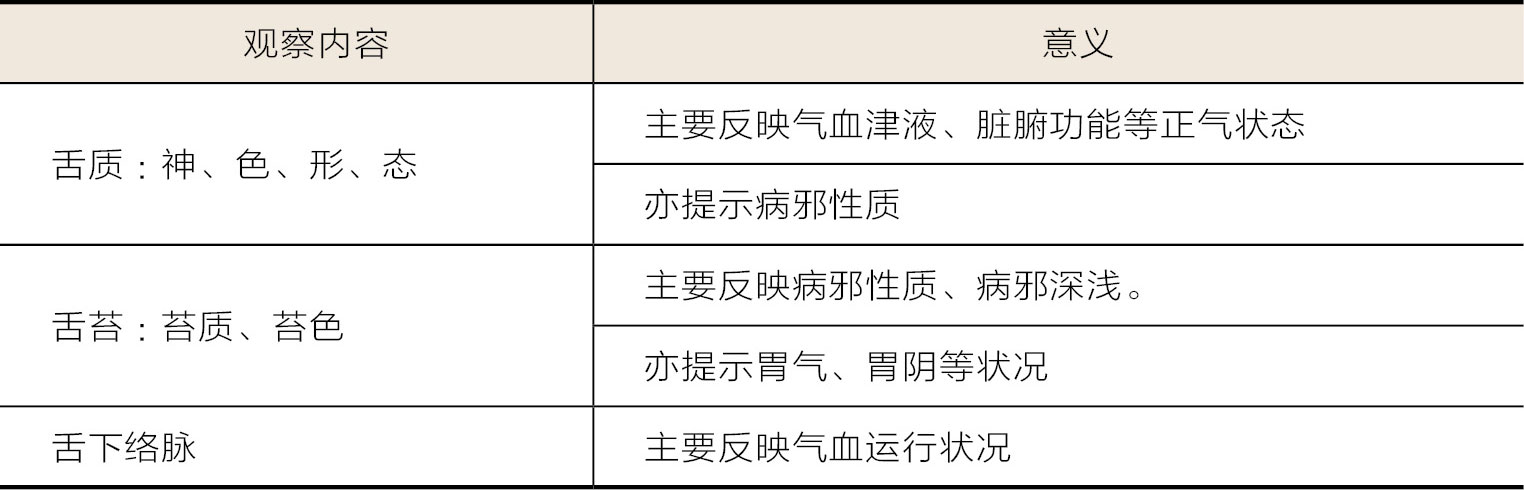 观察内容 意义
舌质：神、色、形、态
主要反映气血津液、脏腑功能等正气状态
亦提示病邪性质
舌苔：苔质、苔色
主要反映病邪性质、病邪深浅。
亦提示胃气、胃阴等状况
舌下络脉 主要反映气血运行状况